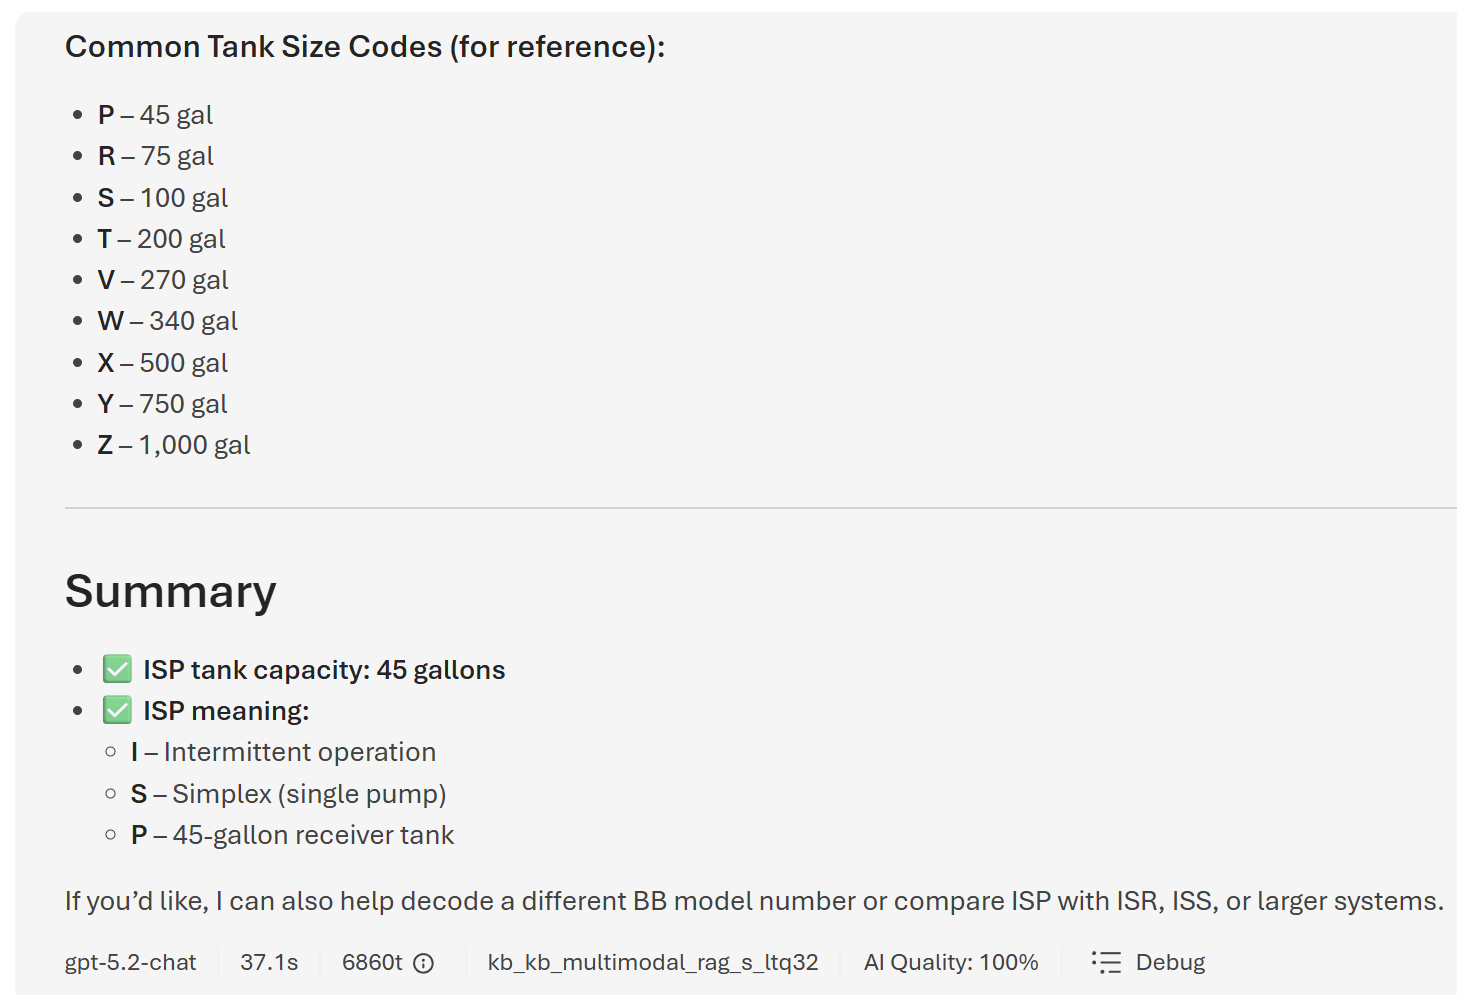 Common Tank Size Codes (for reference):
• P – 45 gal
• R – 75 gal
• S – 100 gal
• T – 200 gal
• V – 270 gal
• W – 340 gal
• X – 500 gal
• Y – 750 gal
• Z – 1,000 gal
Summary
• ✅ ISP tank capacity: 45 gallons
• ✅ ISP meaning:
○ I – Intermittent operation
○ S – Simplex (single pump)
○ P – 45-gallon receiver tank
If you’d like, I can also help decode a different BB model number or compare ISP with ISR, ISS, or larger systems.
gpt-5.2-chat 37.1s 6860t kb_kb_multimodal_rag_s_ltq32 AI Quality: 100% Debug